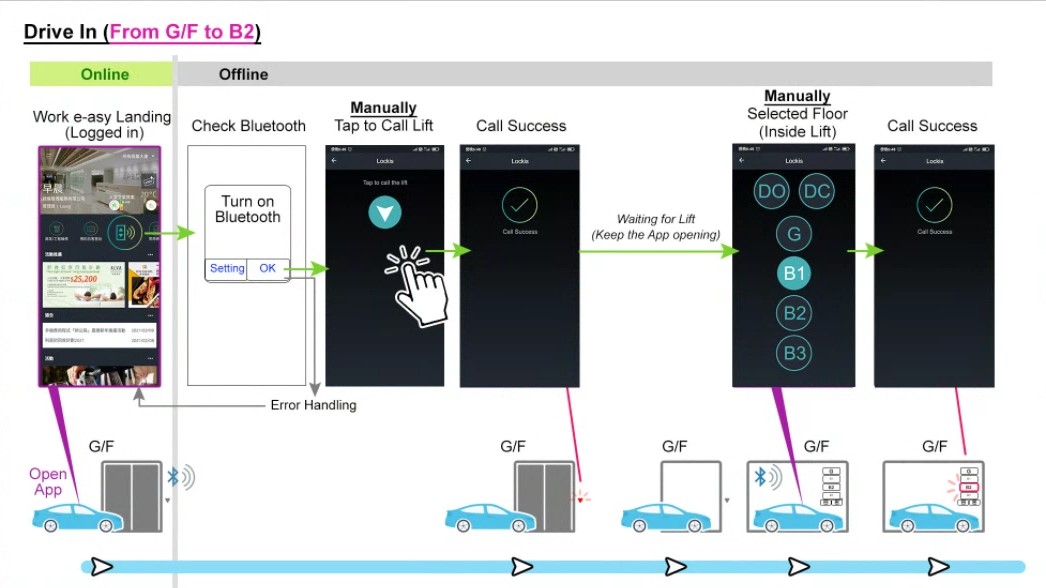 Drive In (From G/F to B2)
Online
Offline
Work e-asy Landing
(Logged in)
Check Bluetooth
Manually
Tap to Call Lift
Call Success
Manually
Selected Floor
(Inside Lift)
Call Success
早晨
$25,200
Turn on
Bluetooth
Setting
OK
Lockis
Tap to call the lift
Lockis
Call Success
Waiting for Lift
(Keep the App opening)
Lockis
DO
DC
G
B1
B2
B3
Lockis
Call Success
Error Handling
Open
App
G/F
G/F
G/F
G/F
G/F